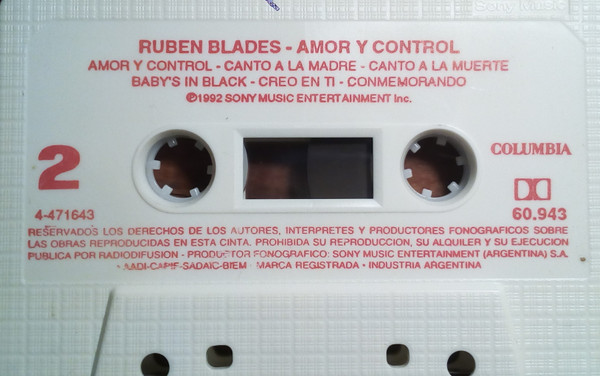 RUBEN BLADES - AMOR Y CONTROL
AMOR Y CONTROL - CANTO A LA MADRE - CANTO A LA MUERTE
BABY'S IN BLACK - CREO EN TI - CONMEMORANDO
℗1992 SONY MUSIC ENTERTAINMENT Inc.
2
COLUMBIA
4-471643
60.943
RESERVADOS LOS DERECHOS DE LOS AUTORES, INTERPRETES Y PRODUCTORES FONOGRAFICOS SOBRE
LAS OBRAS REPRODUCIDAS EN ESTA CINTA. PROHIBIDA SU REPRODUCCION, SU ALQUILER Y SU EJECUCION
PUBLICA POR RADIODIFUSION - PRODUCTOR FONOGRAFICO: SONY MUSIC ENTERTAINMENT (ARGENTINA) S.A.
- AADI-CAPIF-SADAIC-BIEM - MARCA REGISTRADA - INDUSTRIA ARGENTINA